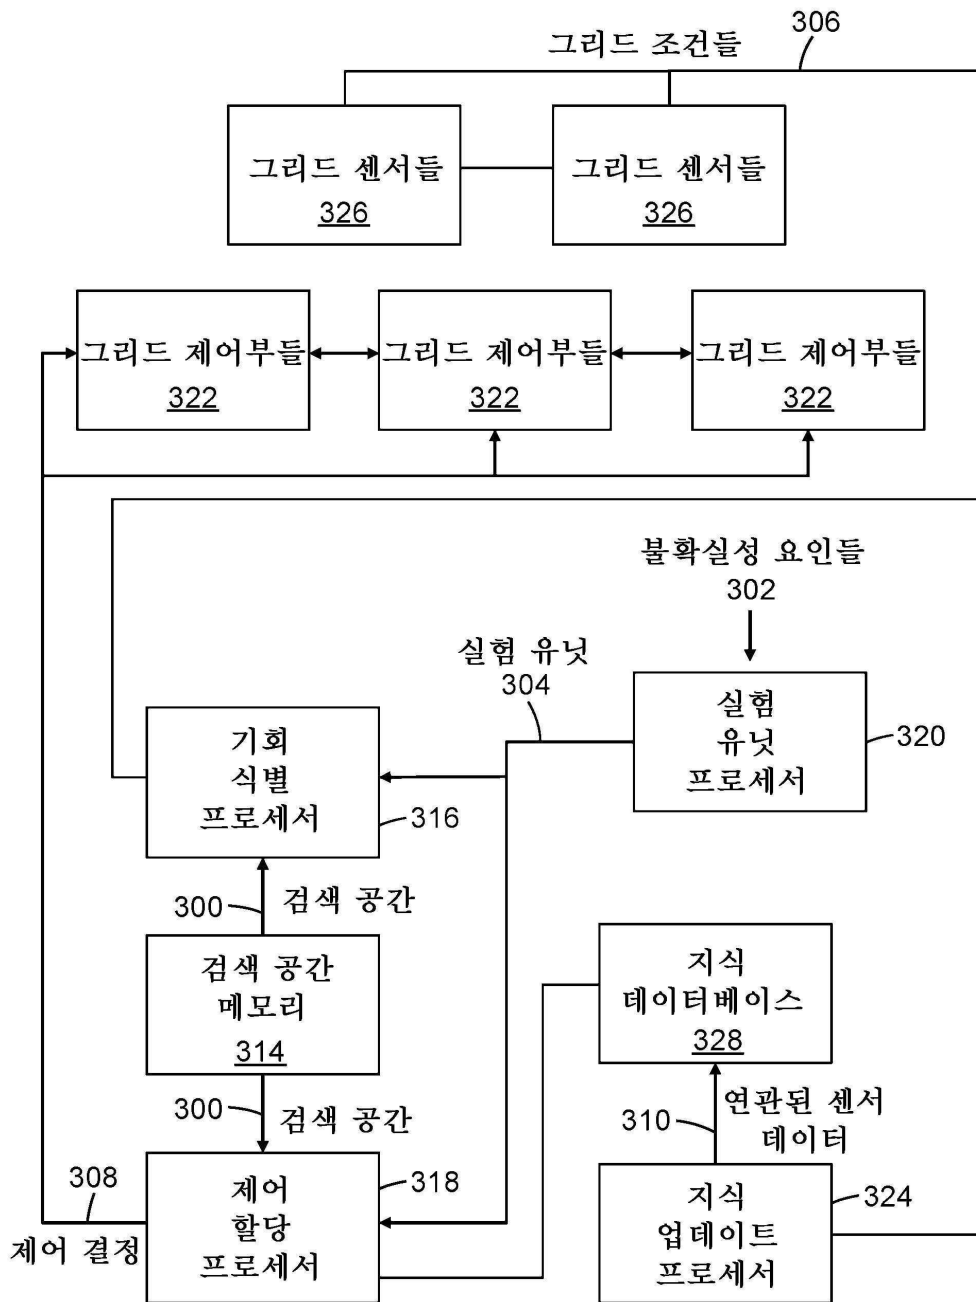 306
그리드 조건들
그리드 센서들
326
그리드 센서들
326
그리드 제어부들
322
그리드 제어부들
322
그리드 제어부들
322
불확실성 요인들
302
실험 유닛
304
실험
유닛
프로세서
320
기회
식별
프로세서
316
300
검색 공간
검색 공간
메모리
314
지식
데이터베이스
328
300
검색 공간
310
연관된 센서
데이터
308
제어 결정
제어
할당
프로세서
318
지식
업데이트
프로세서
324